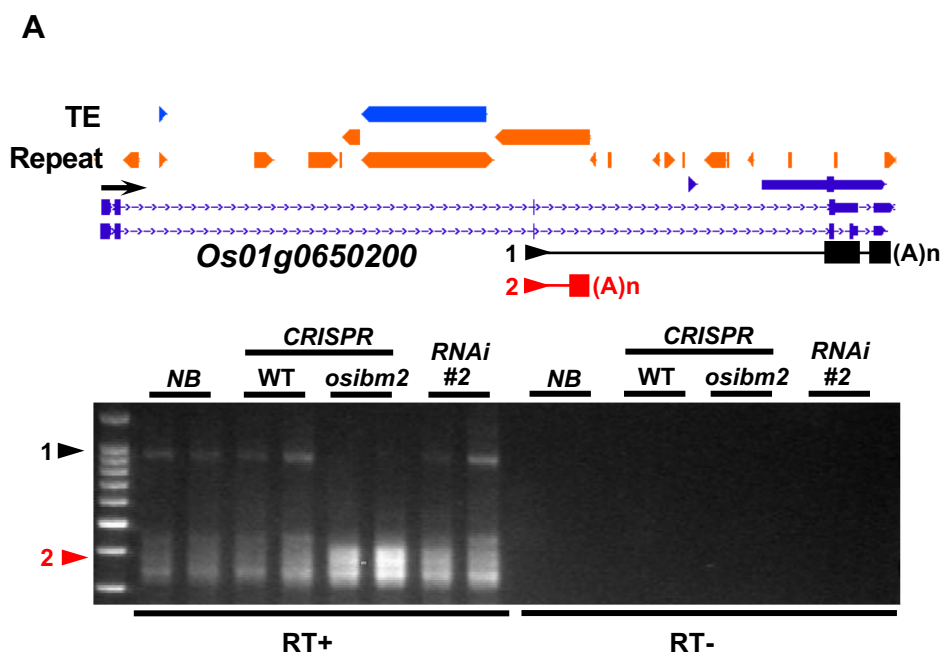 A
TE
Repeat
Os01g0650200
1 (A)n
2 (A)n
CRISPR CRISPR
NB WT osibm2 RNAi #2 NB WT osibm2 RNAi #2
1
2
RT+ RT-